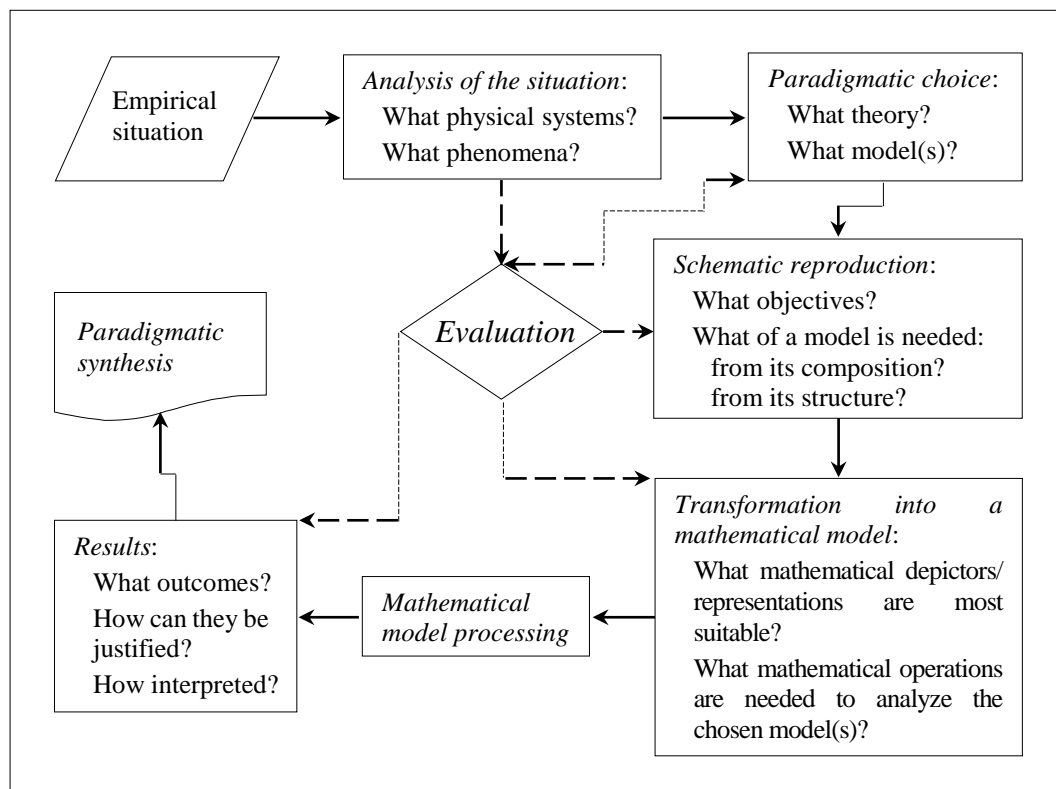 Empirical
situation
Analysis of the situation:
What physical systems?
What phenomena?
Paradigmatic choice:
What theory?
What model(s)?
Schematic reproduction:
What objectives?
What of a model is needed:
from its composition?
from its structure?
Evaluation
Paradigmatic
synthesis
Transformation into a
mathematical model:
What mathematical depictors/
representations are most
suitable?
What mathematical operations
are needed to analyze the
chosen model(s)?
Mathematical
model processing
Results:
What outcomes?
How can they be
justified?
How interpreted?